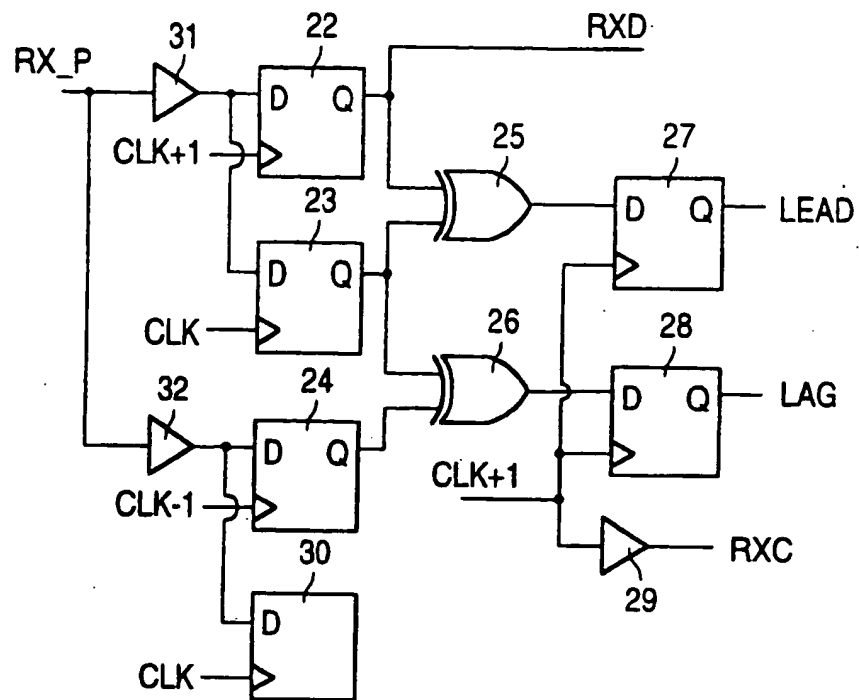 31
22
RXD
RX_P
D
Q
CLK+1
25
27
D
Q
LEAD
23
D
Q
CLK
26
28
D
Q
LAG
32
24
D
Q
CLK+1
CLK-1
RXC
29
30
D
CLK